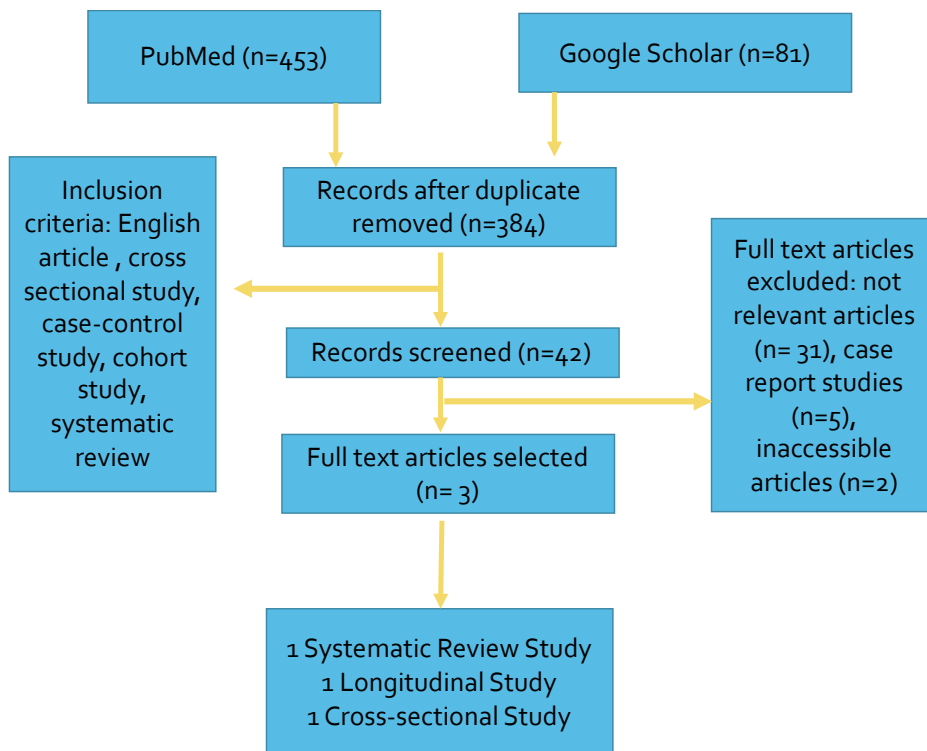 PubMed (n=453)
Google Scholar (n=81)
Records after duplicate
removed (n=384)
Inclusion
criteria: English
article , cross
sectional study,
case-control
study, cohort
study,
systematic
review
Full text articles
excluded: not
relevant articles
(n= 31), case
report studies
(n=5),
inaccessible
articles (n=2)
Records screened (n=42)
Full text articles selected
(n= 3)
1 Systematic Review Study
1 Longitudinal Study
1 Cross-sectional Study